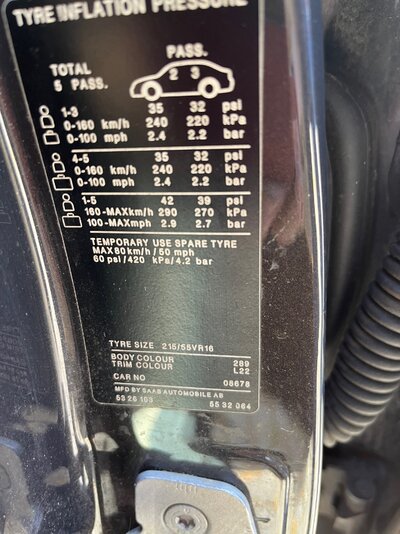 TYRE INFLATION PRESSURE
PASS.
TOTAL 2 3
5 PASS.
1-3 35 32 psi
0-160 km/h 240 220 kPa
0-100 mph 2.4 2.2 bar
4-5 35 32 psi
0-160 km/h 240 220 kPa
0-100 mph 2.4 2.2 bar
1-5 42 39 psi
160-MAXkm/h 290 270 kPa
100-MAXmph 2.9 2.7 bar
TEMPORARY USE SPARE TYRE
MAX80km/h / 50 mph
60 psi/420 kPa/4.2 bar
TYRE SIZE 215/55VR16
BODY COLOUR 289
TRIM COLOUR L22
CAR NO 08678
MFD BY SAAB AUTOMOBILE AB
53 26 103 55 32 064